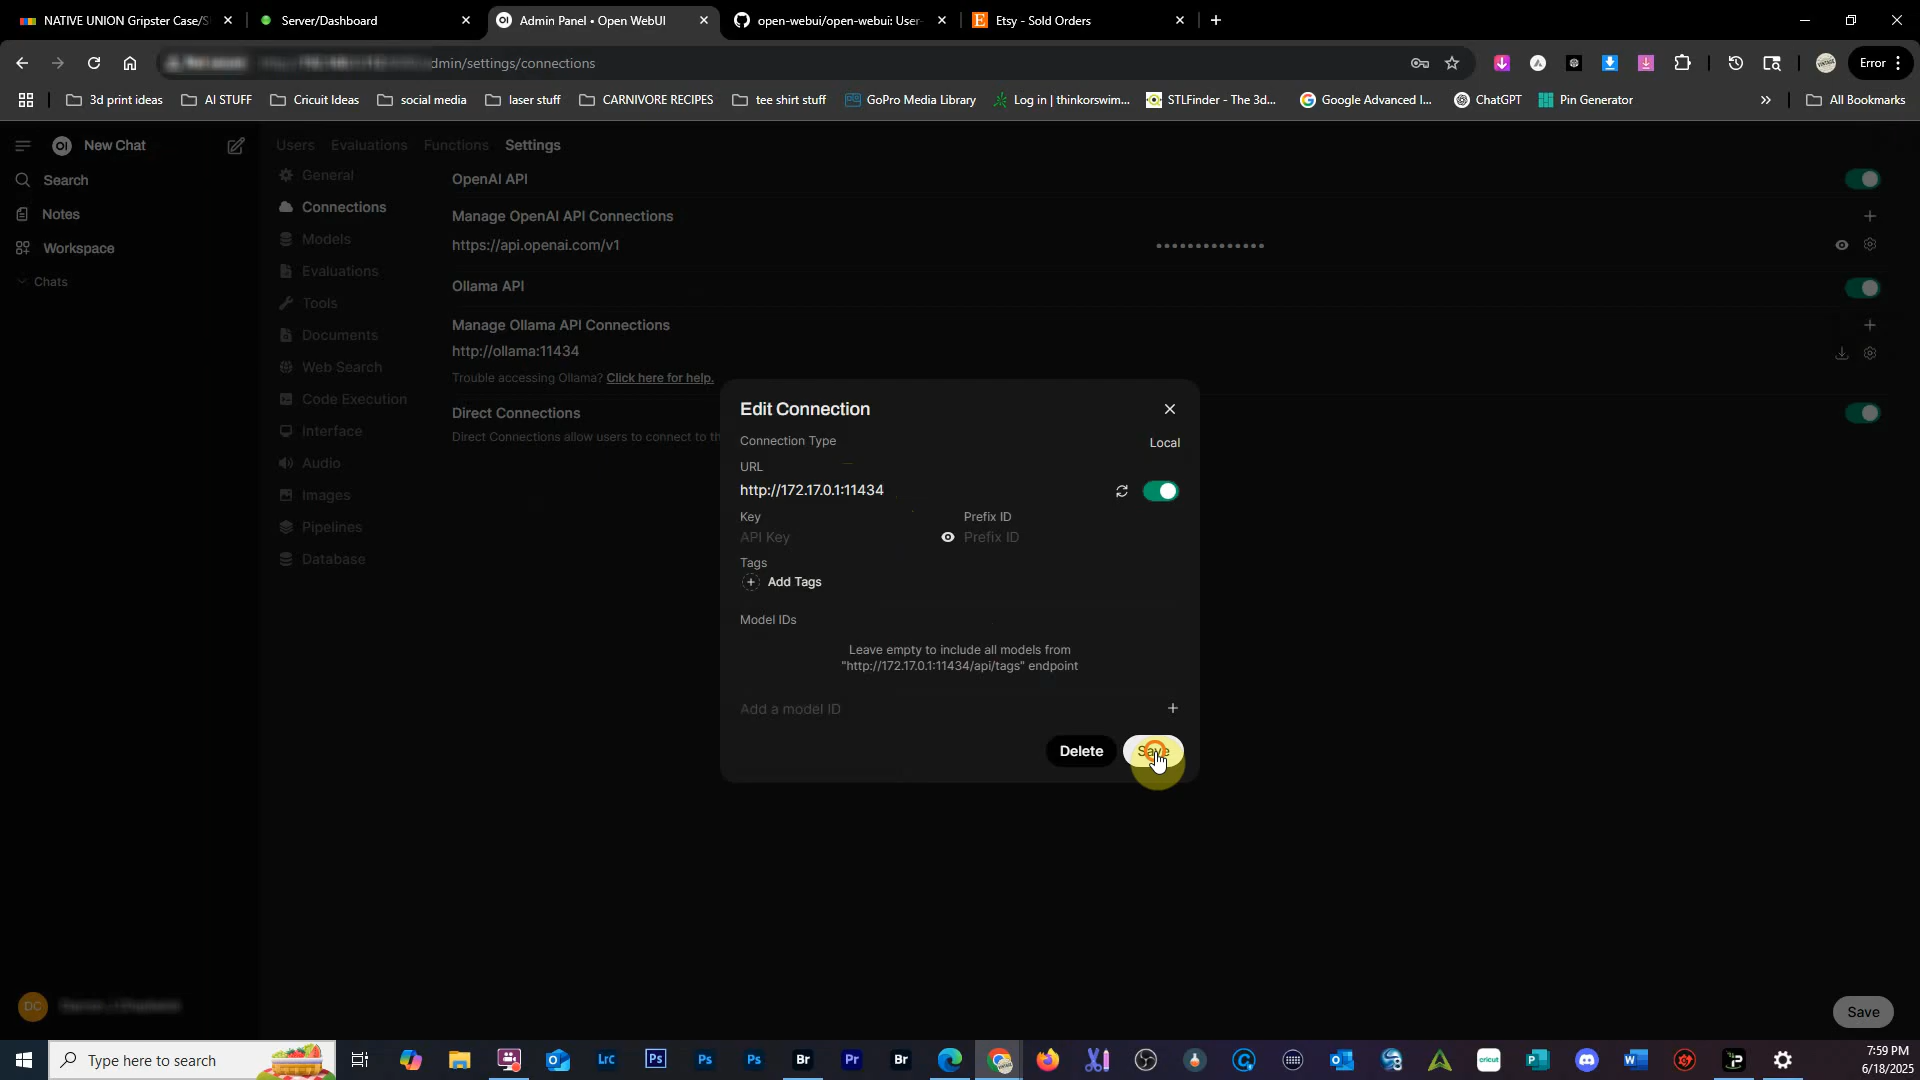 NATIVE UNION Gripster Case/S
Server/Dashboard
Admin Panel • Open WebUI
open-webui/open-webui: User-
Etsy - Sold Orders
dmin/settings/connections
Error
3d print ideas
AI STUFF
Cricuit Ideas
social media
laser stuff
CARNIVORE RECIPES
tee shirt stuff
GoPro Media Library
Log in | thinkorswim...
STLFinder - The 3d...
Google Advanced I...
ChatGPT
Pin Generator
All Bookmarks
New Chat
Search
Notes
Workspace
Chats
Users Evaluations Functions Settings
General
Connections
Models
Evaluations
Tools
Documents
Web Search
Code Execution
Interface
Audio
Images
Pipelines
Database
OpenAI API
Manage OpenAI API Connections
https://api.openai.com/v1
Ollama API
Manage Ollama API Connections
http://ollama:11434
Trouble accessing Ollama? Click here for help.
Direct Connections
Direct Connections allow users to connect to th
Edit Connection
Connection Type
Local
URL
http://172.17.0.1:11434
Key
Prefix ID
API Key
Prefix ID
Tags
Add Tags
Model IDs
Leave empty to include all models from
"http://172.17.0.1:11434/api/tags" endpoint
Add a model ID
Delete
Save
DC
Save
Type here to search
7:59 PM
6/18/2025